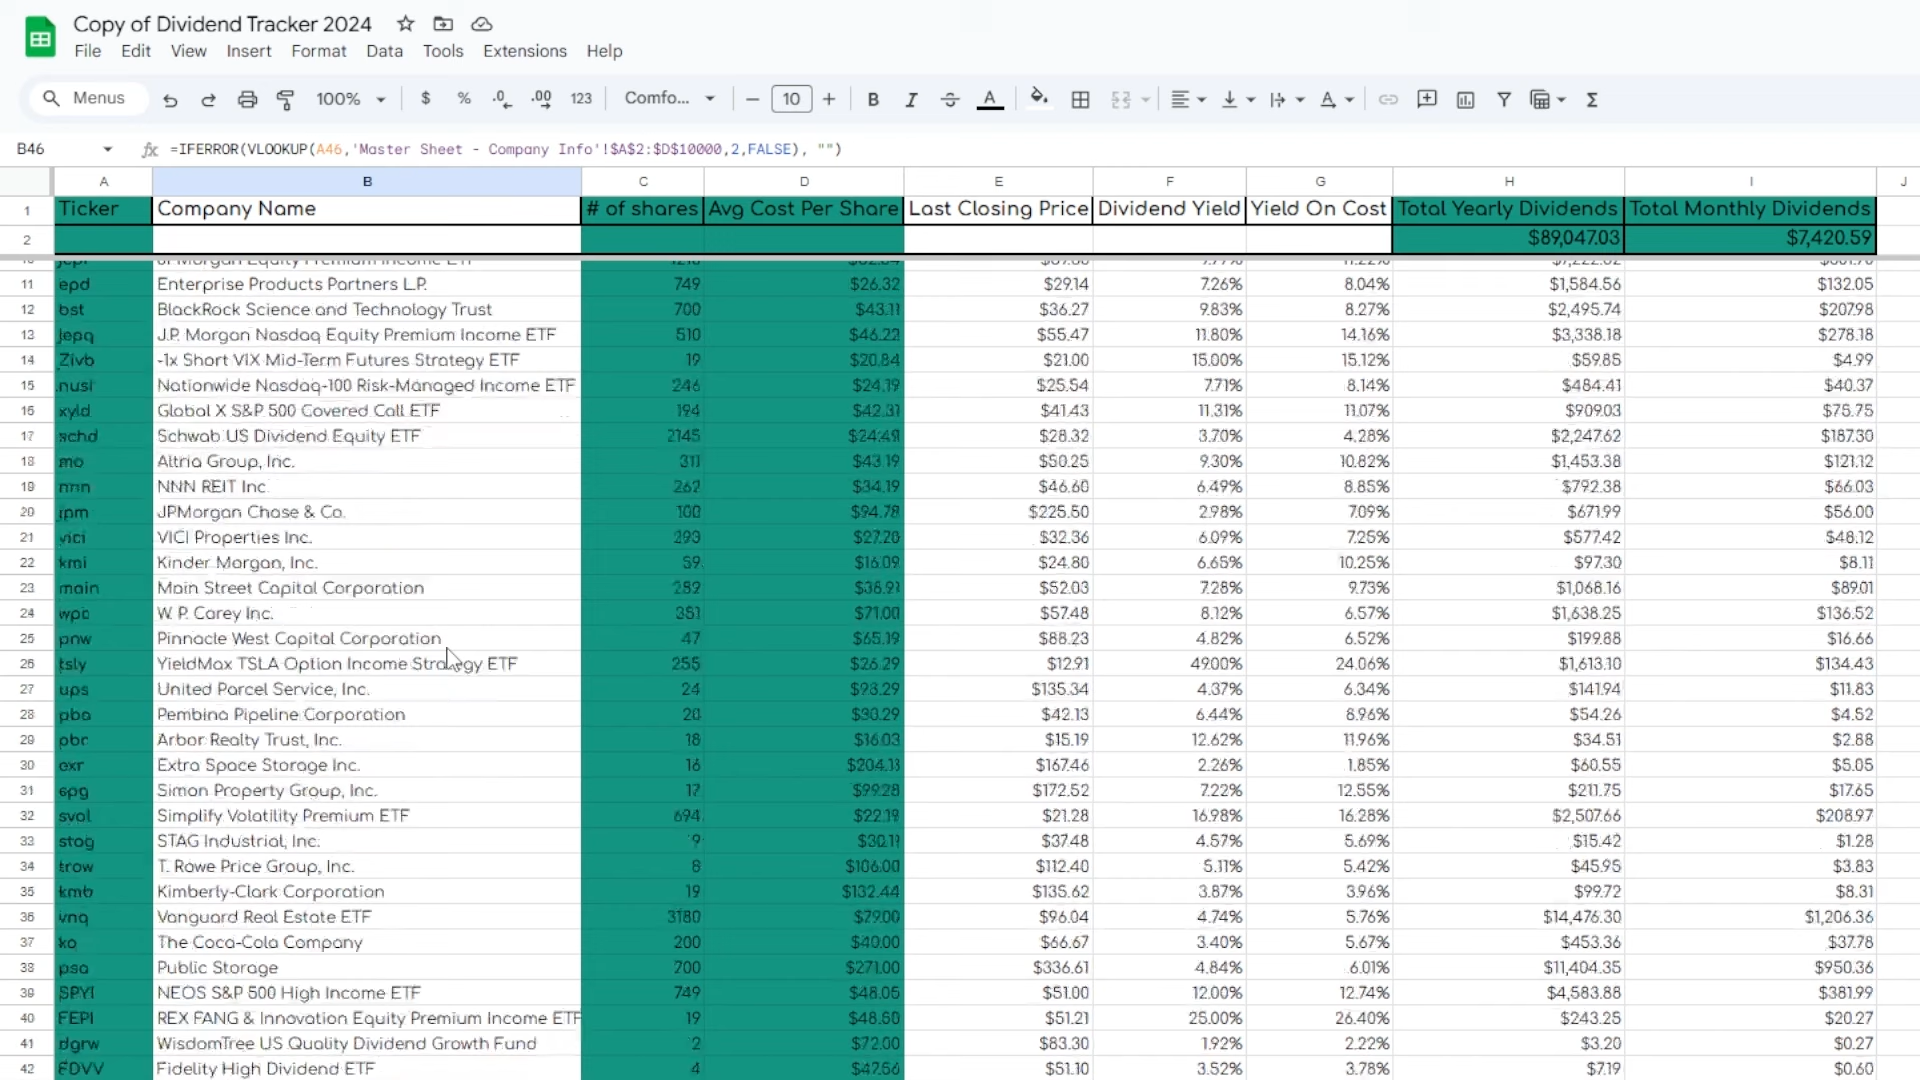 Copy of Dividend Tracker 2024
File Edit View Insert Format Data Tools Extensions Help
Menus 100% $ % .0 .00 123 Comfo... 10 B I A Σ
B46 fx =IFERROR(VLOOKUP(A46,'Master Sheet - Company Info'!$A$2:$D$10000,2,FALSE), "")
A B C D E F G H I J
1 Ticker Company Name # of shares Avg Cost Per Share Last Closing Price Dividend Yield Yield On Cost Total Yearly Dividends Total Monthly Dividends
2 $89,047.03 $7,420.59
11 epd Enterprise Products Partners L.P. 749 $26.32 $29.14 7.26% 8.04% $1,584.56 $132.05
12 bst BlackRock Science and Technology Trust 700 $43.11 $36.27 9.83% 8.27% $2,495.74 $207.98
13 jepq J.P. Morgan Nasdaq Equity Premium Income ETF 510 $46.22 $55.47 11.80% 14.16% $3,338.18 $278.18
14 Zivb -1x Short VIX Mid-Term Futures Strategy ETF 19 $20.84 $21.00 15.00% 15.12% $59.85 $4.99
15 nusi Nationwide Nasdaq-100 Risk-Managed Income ETF 246 $24.19 $25.54 7.71% 8.14% $484.41 $40.37
16 xyld Global X S&P 500 Covered Call ETF 194 $42.31 $41.43 11.31% 11.07% $909.03 $75.75
17 schd Schwab US Dividend Equity ETF 2145 $24.49 $28.32 3.70% 4.28% $2,247.62 $187.30
18 mo Altria Group, Inc. 311 $43.19 $50.25 9.30% 10.82% $1,453.38 $121.12
19 nnn NNN REIT Inc. 262 $34.19 $46.60 6.49% 8.85% $792.38 $66.03
20 jpm JPMorgan Chase & Co. 100 $94.78 $225.50 2.98% 7.09% $671.99 $56.00
21 vici VICI Properties Inc. 293 $27.20 $32.36 6.09% 7.25% $577.42 $48.12
22 kmi Kinder Morgan, Inc. 59 $16.09 $24.80 6.65% 10.25% $97.30 $8.11
23 main Main Street Capital Corporation 282 $38.91 $52.03 7.28% 9.73% $1,068.16 $89.01
24 wpc W. P. Carey Inc. 351 $71.00 $57.48 8.12% 6.57% $1,638.25 $136.52
25 pnw Pinnacle West Capital Corporation 47 $65.19 $88.23 4.82% 6.52% $199.88 $16.66
26 tsly YieldMax TSLA Option Income Strategy ETF 255 $26.29 $12.91 49.00% 24.06% $1,613.10 $134.43
27 ups United Parcel Service, Inc. 24 $93.29 $135.34 4.37% 6.34% $141.94 $11.83
28 pba Pembina Pipeline Corporation 20 $30.29 $42.13 6.44% 8.96% $54.26 $4.52
29 Arbor Realty Trust, Inc. 18 $16.03 $15.19 12.62% 11.96% $34.51 $2.88
30 exr Extra Space Storage Inc. 16 $204.13 $167.46 2.26% 1.85% $60.55 $5.05
31 spg Simon Property Group, Inc. 17 $99.28 $172.52 7.22% 12.55% $211.75 $17.65
32 svol Simplify Volatility Premium ETF 694 $22.19 $21.28 16.98% 16.28% $2,507.66 $208.97
33 stag STAG Industrial, Inc. 9 $30.11 $37.48 4.57% 5.69% $15.42 $1.28
34 trow T. Rowe Price Group, Inc. 8 $106.00 $112.40 5.11% 5.42% $45.95 $3.83
35 kmb Kimberly-Clark Corporation 19 $132.44 $135.62 3.87% 3.96% $99.72 $8.31
36 vnq Vanguard Real Estate ETF 3180 $79.00 $96.04 4.74% 5.76% $14,476.30 $1,206.36
37 ko The Coca-Cola Company 200 $40.00 $66.67 3.40% 5.67% $453.36 $37.78
38 psa Public Storage 700 $271.00 $336.61 4.84% 6.01% $11,404.35 $950.36
39 SPYI NEOS S&P 500 High Income ETF 749 $48.05 $51.00 12.00% 12.74% $4,583.88 $381.99
40 FEPI REX FANG & Innovation Equity Premium Income ETF 19 $48.50 $51.21 25.00% 26.40% $243.25 $20.27
41 dgrw WisdomTree US Quality Dividend Growth Fund 2 $72.00 $83.30 1.92% 2.22% $3.20 $0.27
42 FDVV Fidelity High Dividend ETF 4 $47.56 $51.10 3.52% 3.78% $7.19 $0.60